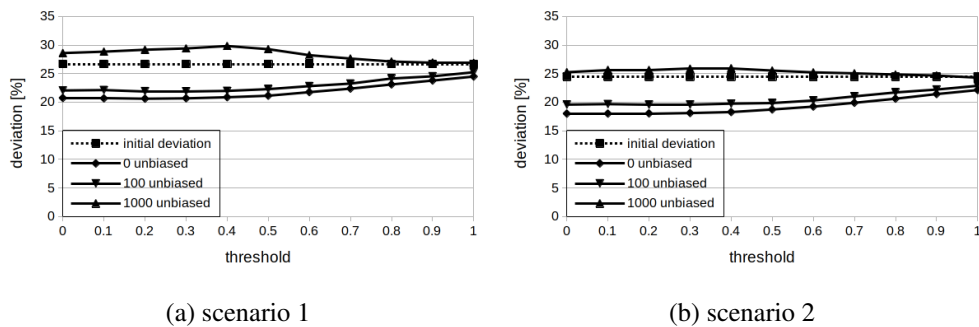 35
30
25
20
15
10
5
0
deviation [%]
initial deviation
0 unbiased
100 unbiased
1000 unbiased
0 0.1 0.2 0.3 0.4 0.5 0.6 0.7 0.8 0.9 1
threshold
(a) scenario 1
35
30
25
20
15
10
5
0
deviation [%]
initial deviation
0 unbiased
100 unbiased
1000 unbiased
0 0.1 0.2 0.3 0.4 0.5 0.6 0.7 0.8 0.9 1
threshold
(b) scenario 2